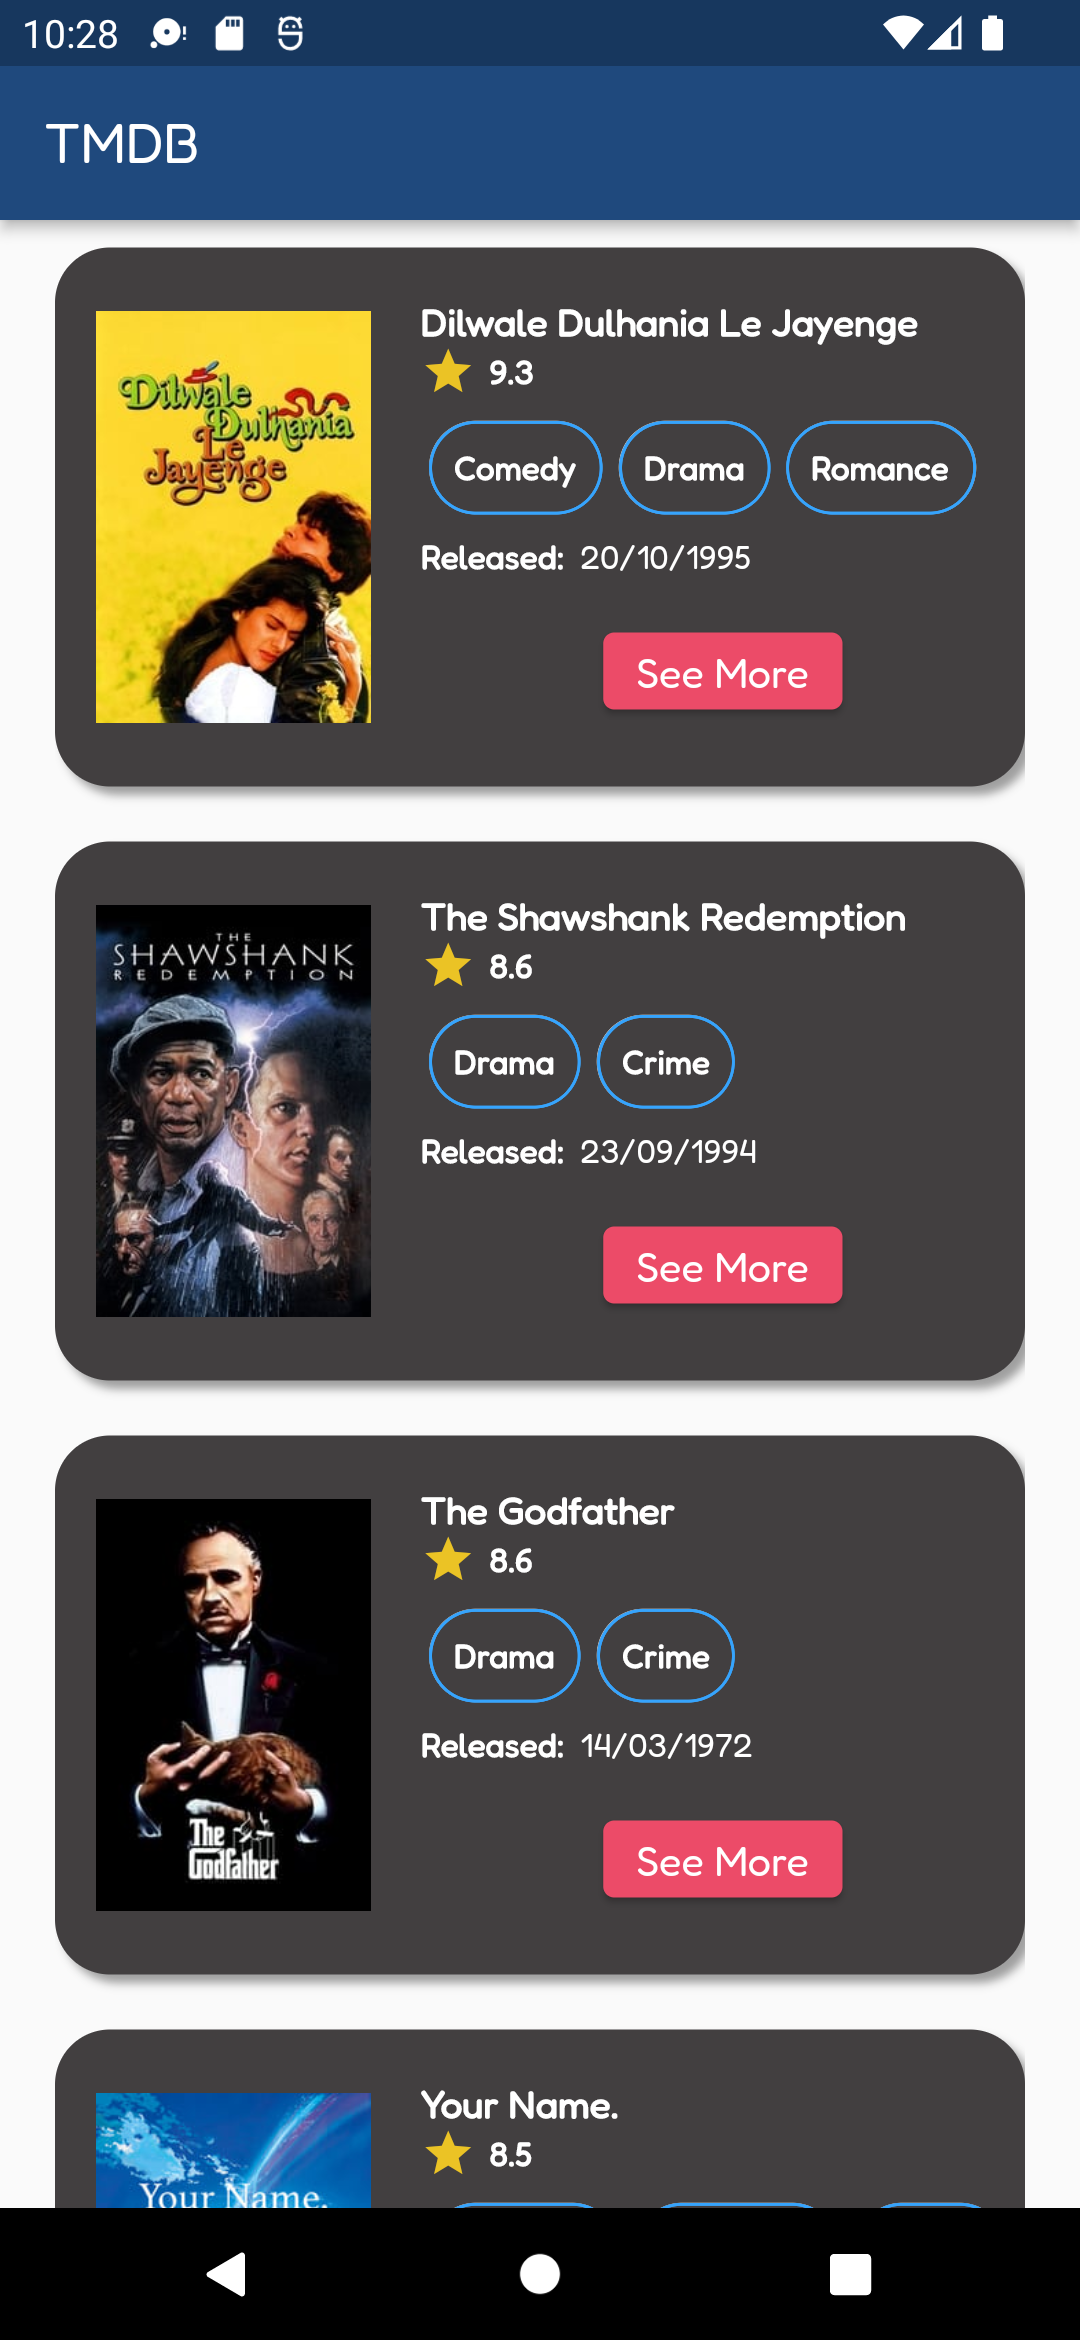 10:28
TMDB
Dilwale Dulhania Le Jayenge
9.3
Comedy Drama Romance
Released: 20/10/1995
See More
Dilwale
Dulhania
Le
Jayenge
The Shawshank Redemption
8.6
Drama Crime
Released: 23/09/1994
See More
THE
SHAWSHANK
REDEMPTION
The Godfather
8.6
Drama Crime
Released: 14/03/1972
See More
The
Godfather
Your Name.
8.5
Your Name.